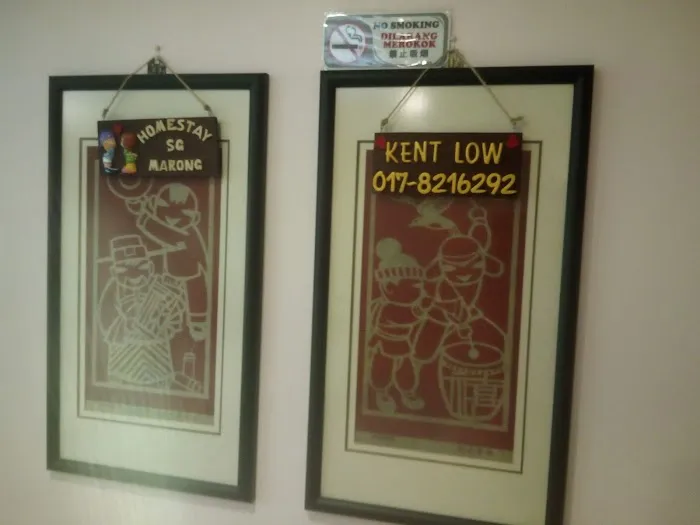 NO SMOKING
DILARANG
MEROKOK
禁止吸烟
HOMESTAY
SG
MARONG
KENT LOW
017-8216292